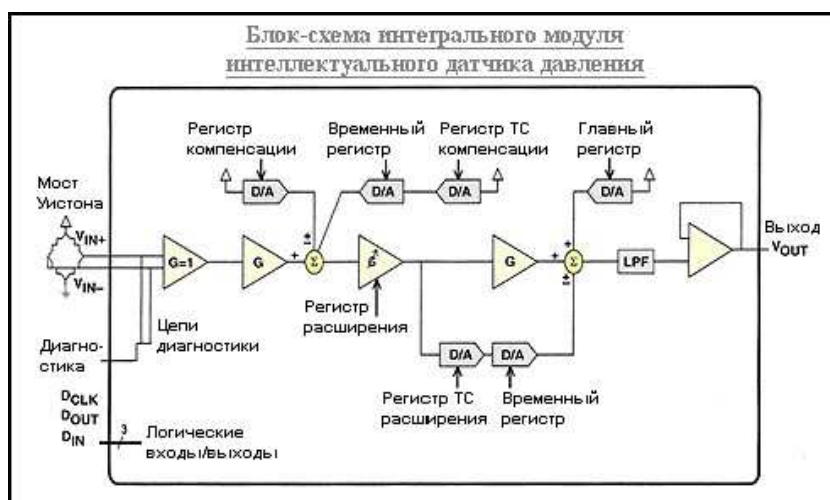 Блок-схема интегрального модуля
интеллектуального датчика давления
Регистр
компенсации
Временный
регистр
Регистр ТС
компенсации
Главный
регистр
D/A
D/A
D/A
D/A
Мост
Уистона
VIN+
VIN−
G=1
G
±
+
Σ
G
+
+
±
Σ
LPF
Выход
VOUT
Регистр
расширения
Диагно-
стика
Цепи
диагностики
D/A
D/A
Регистр ТС
расширения
Временный
регистр
DCLK
DOUT
DIN
3
Логические
входы/выходы